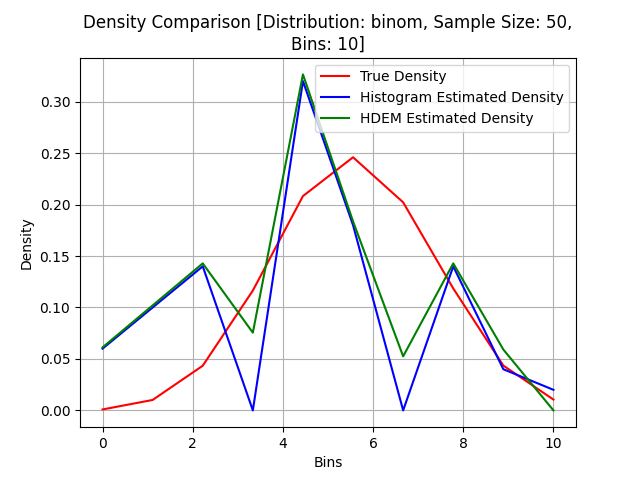 Density Comparison [Distribution: binom, Sample Size: 50,
Bins: 10]
True Density
Histogram Estimated Density
HDEM Estimated Density
Density
0.30
0.25
0.20
0.15
0.10
0.05
0.00
0 2 4 6 8 10
Bins